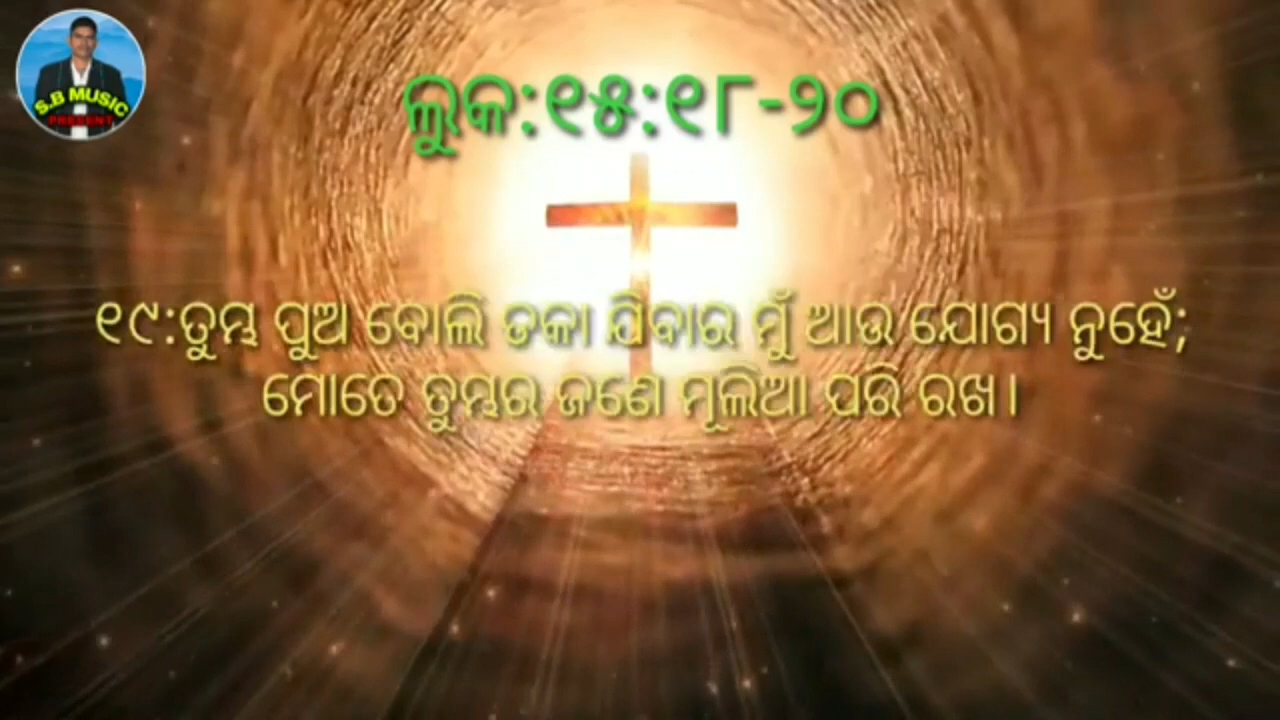 S.B MUSIC
PRESENT
ଲୁକ:୧୫:୧୮-୨୦
୧୯:ତୁମ୍ଭ ପୁଅ ବୋଲି ଡକା ଯିବାର ମୁଁ ଆଉ ଯୋଗ୍ୟ ନୁହେଁ;
ମୋତେ ତୁମ୍ଭର ଜଣେ ମୂଲିଆ ପରି ରଖ।